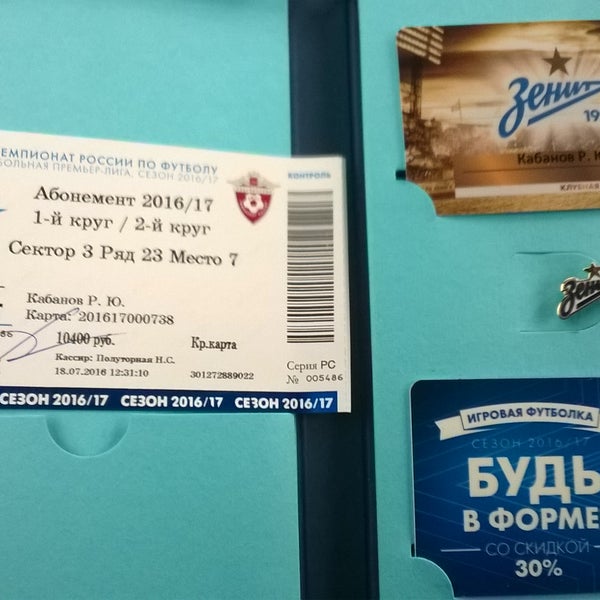 ЕМПИОНАТ РОССИИ ПО ФУТБОЛУ
БОЛЬНАЯ ПРЕМЬЕР-ЛИГА, СЕЗОН 2016/17
Абонемент 2016/17
1-й круг / 2-й круг
Сектор 3 Ряд 23 Место 7
Кабанов Р. Ю.
Карта: 201617000738
10400 руб. Кр.карта
Кассир: Полуторная Н.С.
18.07.2016 12:31:10 301272889022
СЕЗОН 2016/17 СЕЗОН 2016/17 СЕЗОН 2016/17
КОНТРОЛЬ
Серия РС
№ 005486
Зенит
19
Кабанов Р. Ю
КЛУБНАЯ
Зени
ИГРОВАЯ ФУТБОЛКА
СЕЗОН 2016/17
БУДЬ
В ФОРМЕ
СО СКИДКОЙ
30%